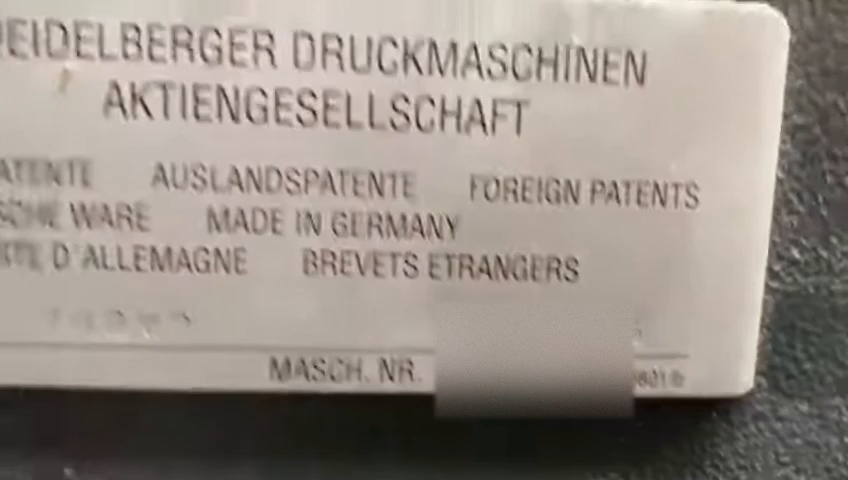 EIDELBERGER DRUCKMASCHINEN
AKTIENGESELLSCHAFT
ATENTE AUSLANDSPATENTE FOREIGN PATENTS
SCHE WARE MADE IN GERMANY
D'ALLEMAGNE BREVETS ETRANGERS
MASCH. NR.